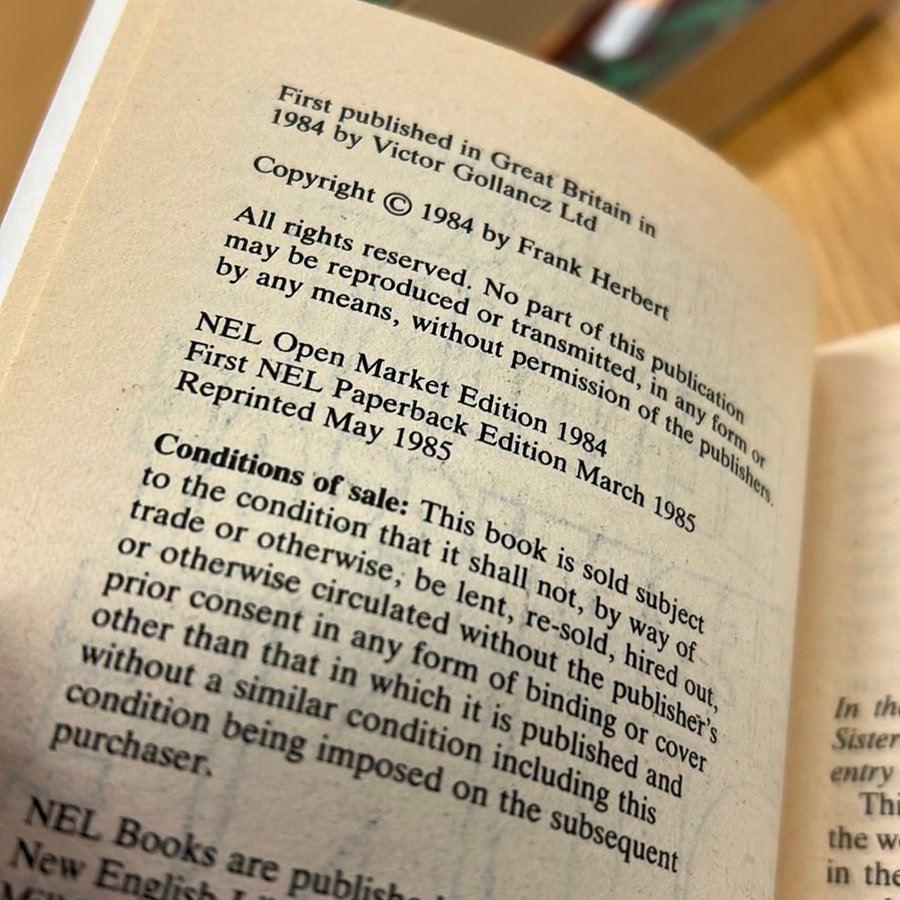 First published in Great Britain in
1984 by Victor Gollancz Ltd
Copyright © 1984 by Frank Herbert
All rights reserved. No part of this publication
may be reproduced or transmitted, in any form or
by any means, without permission of the publishers.
NEL Open Market Edition 1984
First NEL Paperback Edition March 1985
Reprinted May 1985
Conditions of sale: This book is sold subject
to the condition that it shall not, by way of
trade or otherwise, be lent, re-sold, hired out,
or otherwise circulated without the publisher's
prior consent in any form of binding or cover
other than that in which it is published and
without a similar condition including this
condition being imposed on the subsequent
purchaser.
NEL Books are published
New English
In the
Sister
entry
the
in the